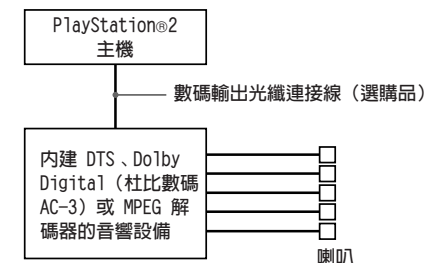 PlayStation®2
主機
數碼輸出光纖連接線（選購品）
內建 DTS、Dolby
Digital（杜比數碼
AC-3）或 MPEG 解
碼器的音響設備
喇叭